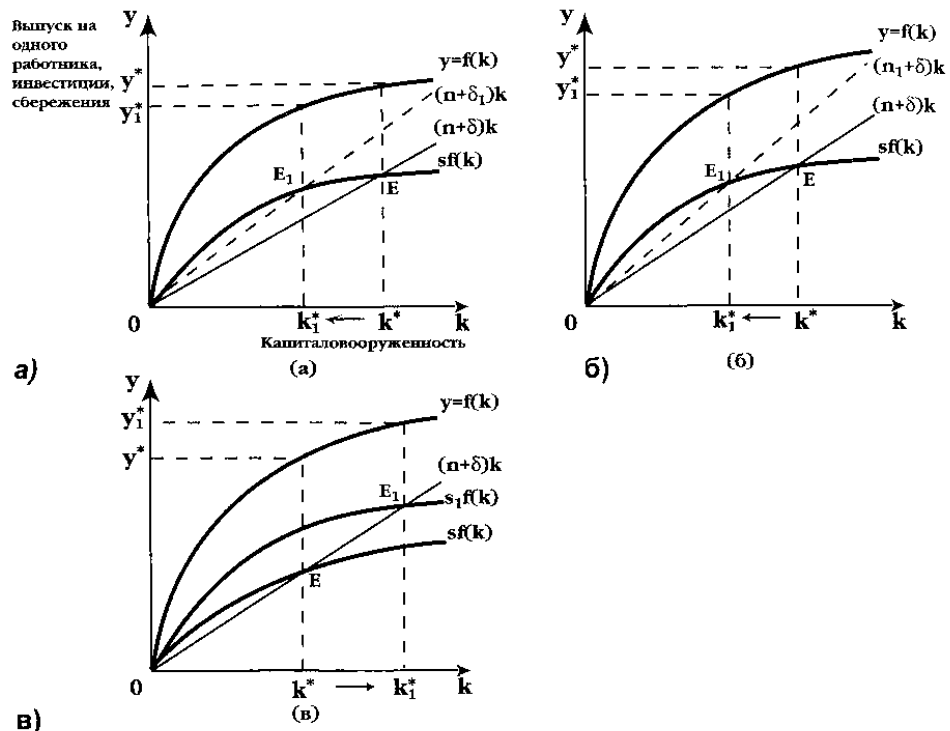 y
Выпуск на
одного
работника,
инвестиции,
сбережения
y*
y₁*
y=f(k)
(n+δ₁)k
(n+δ)k
sf(k)
E₁
E
0
k₁* ← k*
k
Капиталовооруженность
а)
(а)
y
y*
y₁*
y=f(k)
(n₁+δ)k
(n+δ)k
sf(k)
E₁
E
0
k₁* ← k*
k
б)
(б)
y
y₁*
y*
y=f(k)
(n+δ)k
s₁f(k)
sf(k)
E₁
E
0
k* → k₁*
k
(в)
в)